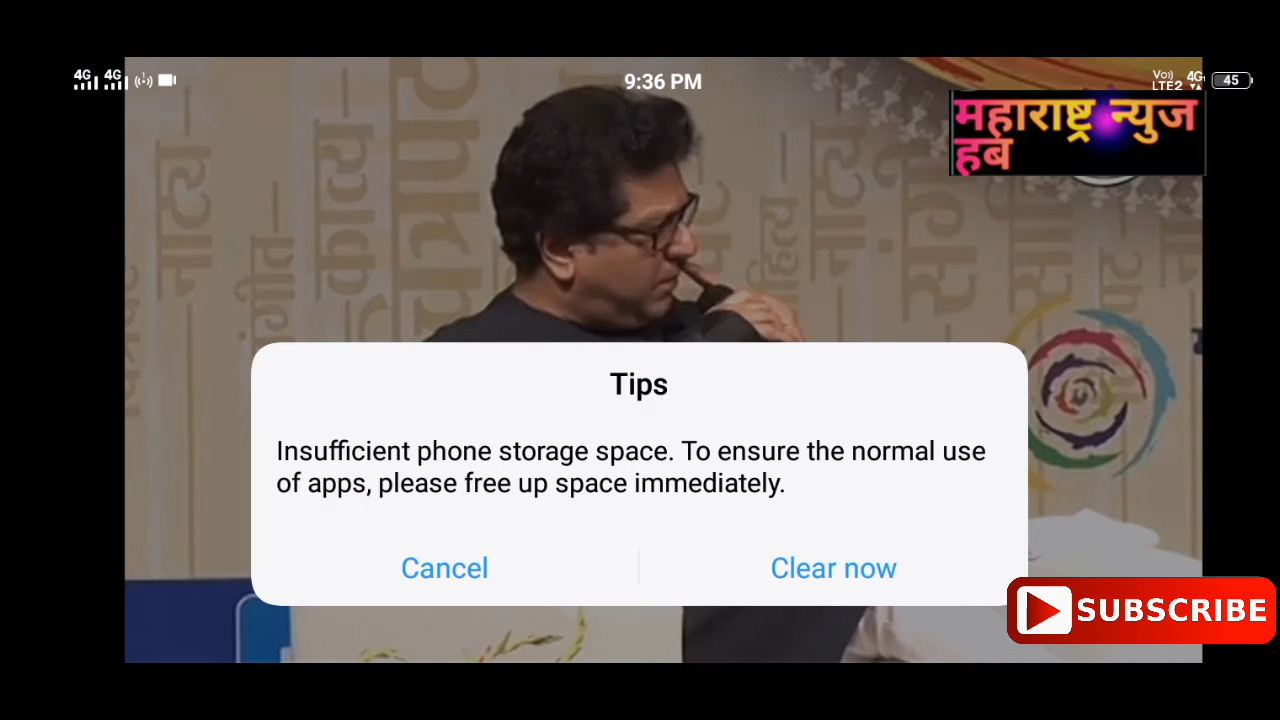 4G 4G
9:36 PM
Vo))
LTE2
4G
45
महाराष्ट्र न्युज
हब
नाट्य
संगीत
काव्य
चित्रपट
साहित्य
नाट्य
संगीत
Tips
Insufficient phone storage space. To ensure the normal use
of apps, please free up space immediately.
Cancel
Clear now
SUBSCRIBE